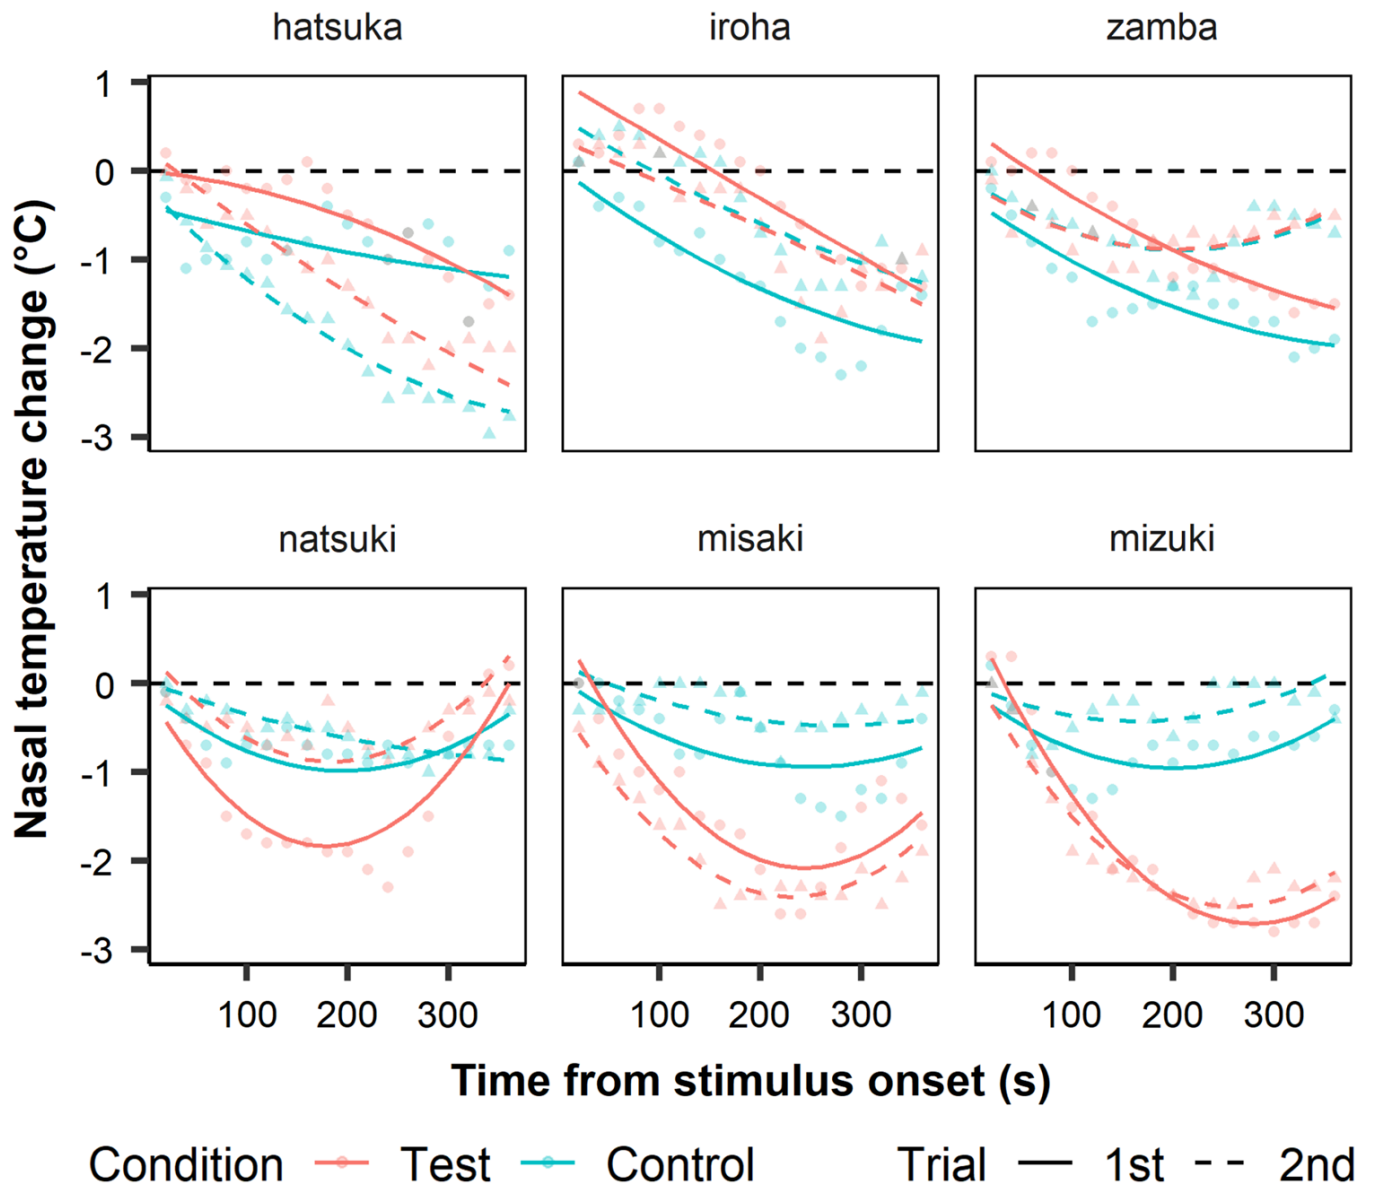 hatsuka iroha zamba
1
0
-1
-2
-3
Nasal temperature change (°C)
natsuki misaki mizuki
1
0
-1
-2
-3
100 200 300 100 200 300 100 200 300
Time from stimulus onset (s)
Condition Test Control Trial 1st 2nd